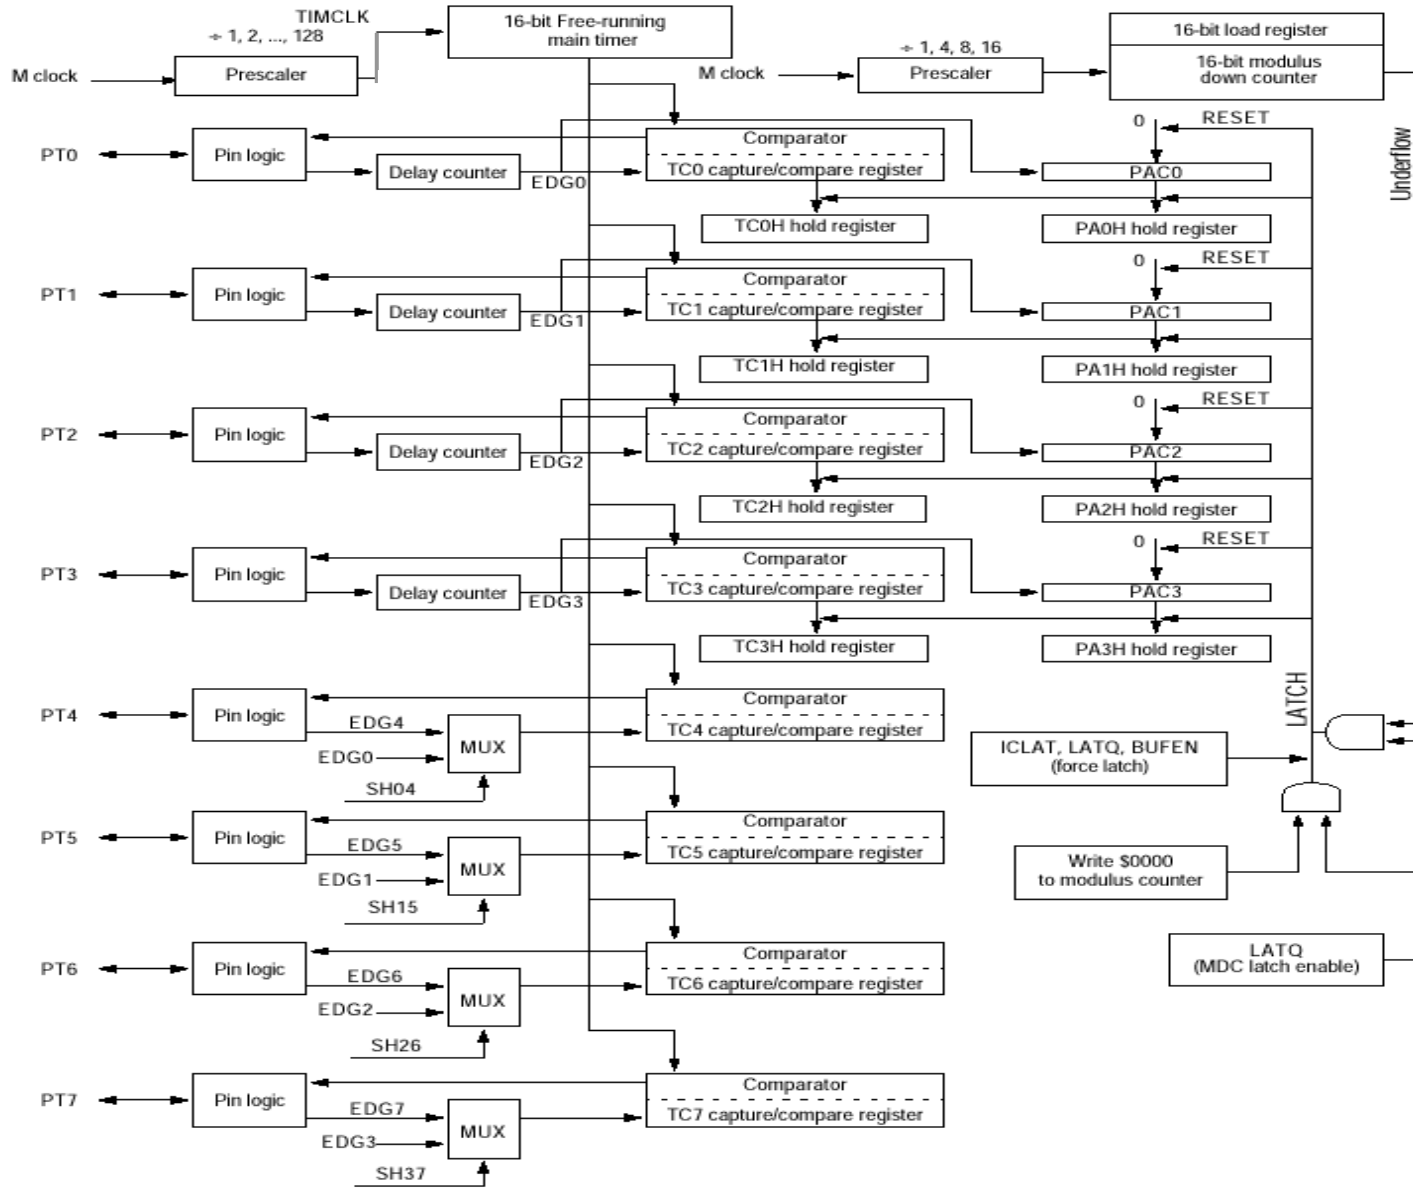 TIMCLK
÷ 1, 2, ..., 128
M clock
Prescaler
16-bit Free-running
main timer
÷ 1, 4, 8, 16
M clock
Prescaler
16-bit load register
16-bit modulus
down counter
Underflow
PT0
Pin logic
Delay counter
EDG0
Comparator
TC0 capture/compare register
TC0H hold register
0
RESET
PAC0
PA0H hold register
PT1
Pin logic
Delay counter
EDG1
Comparator
TC1 capture/compare register
TC1H hold register
0
RESET
PAC1
PA1H hold register
PT2
Pin logic
Delay counter
EDG2
Comparator
TC2 capture/compare register
TC2H hold register
0
RESET
PAC2
PA2H hold register
PT3
Pin logic
Delay counter
EDG3
Comparator
TC3 capture/compare register
TC3H hold register
0
RESET
PAC3
PA3H hold register
LATCH
PT4
Pin logic
EDG4
EDG0
MUX
SH04
Comparator
TC4 capture/compare register
ICLAT, LATQ, BUFEN
(force latch)
PT5
Pin logic
EDG5
EDG1
MUX
SH15
Comparator
TC5 capture/compare register
Write $0000
to modulus counter
PT6
Pin logic
EDG6
EDG2
MUX
SH26
Comparator
TC6 capture/compare register
LATQ
(MDC latch enable)
PT7
Pin logic
EDG7
EDG3
MUX
SH37
Comparator
TC7 capture/compare register